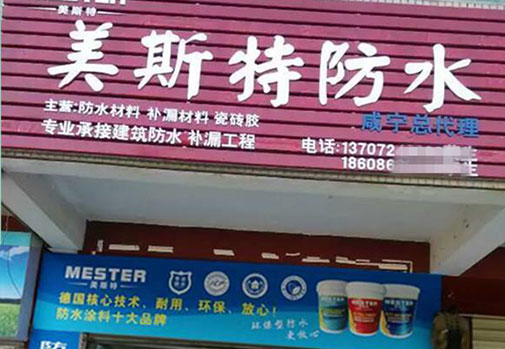 MESTER
美斯特
美斯特防水
主营:防水材料 补漏材料 瓷砖胶
咸宁总代理
专业承接建筑防水 补漏工程
电话:13707
18608
MESTER
美斯特
德国核心技术、耐用、环保、放心!
防水涂料十大品牌
环保型防水
更放心